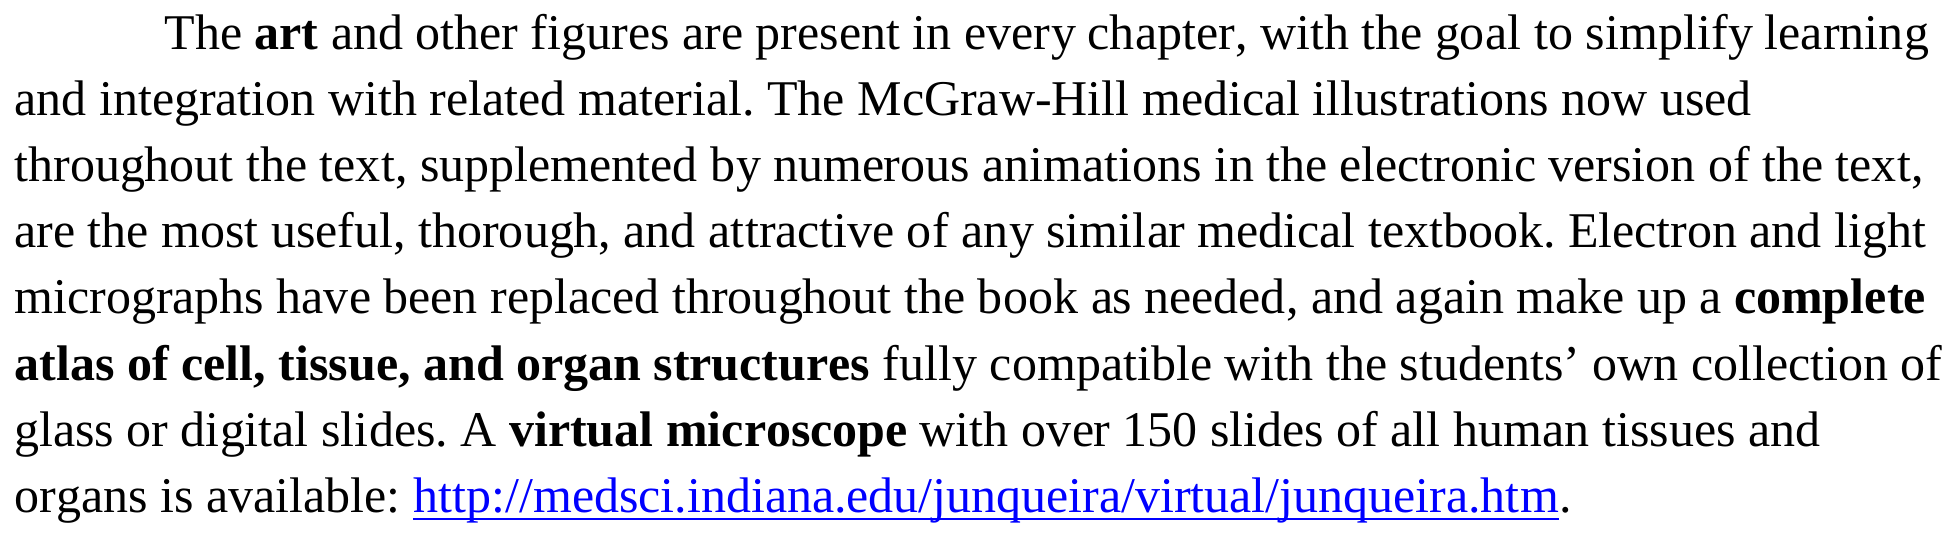 The art and other figures are present in every chapter, with the goal to simplify learning
and integration with related material. The McGraw-Hill medical illustrations now used
throughout the text, supplemented by numerous animations in the electronic version of the text,
are the most useful, thorough, and attractive of any similar medical textbook. Electron and light
micrographs have been replaced throughout the book as needed, and again make up a complete
atlas of cell, tissue, and organ structures fully compatible with the students’ own collection of
glass or digital slides. A virtual microscope with over 150 slides of all human tissues and
organs is available: http://medsci.indiana.edu/junqueira/virtual/junqueira.htm.